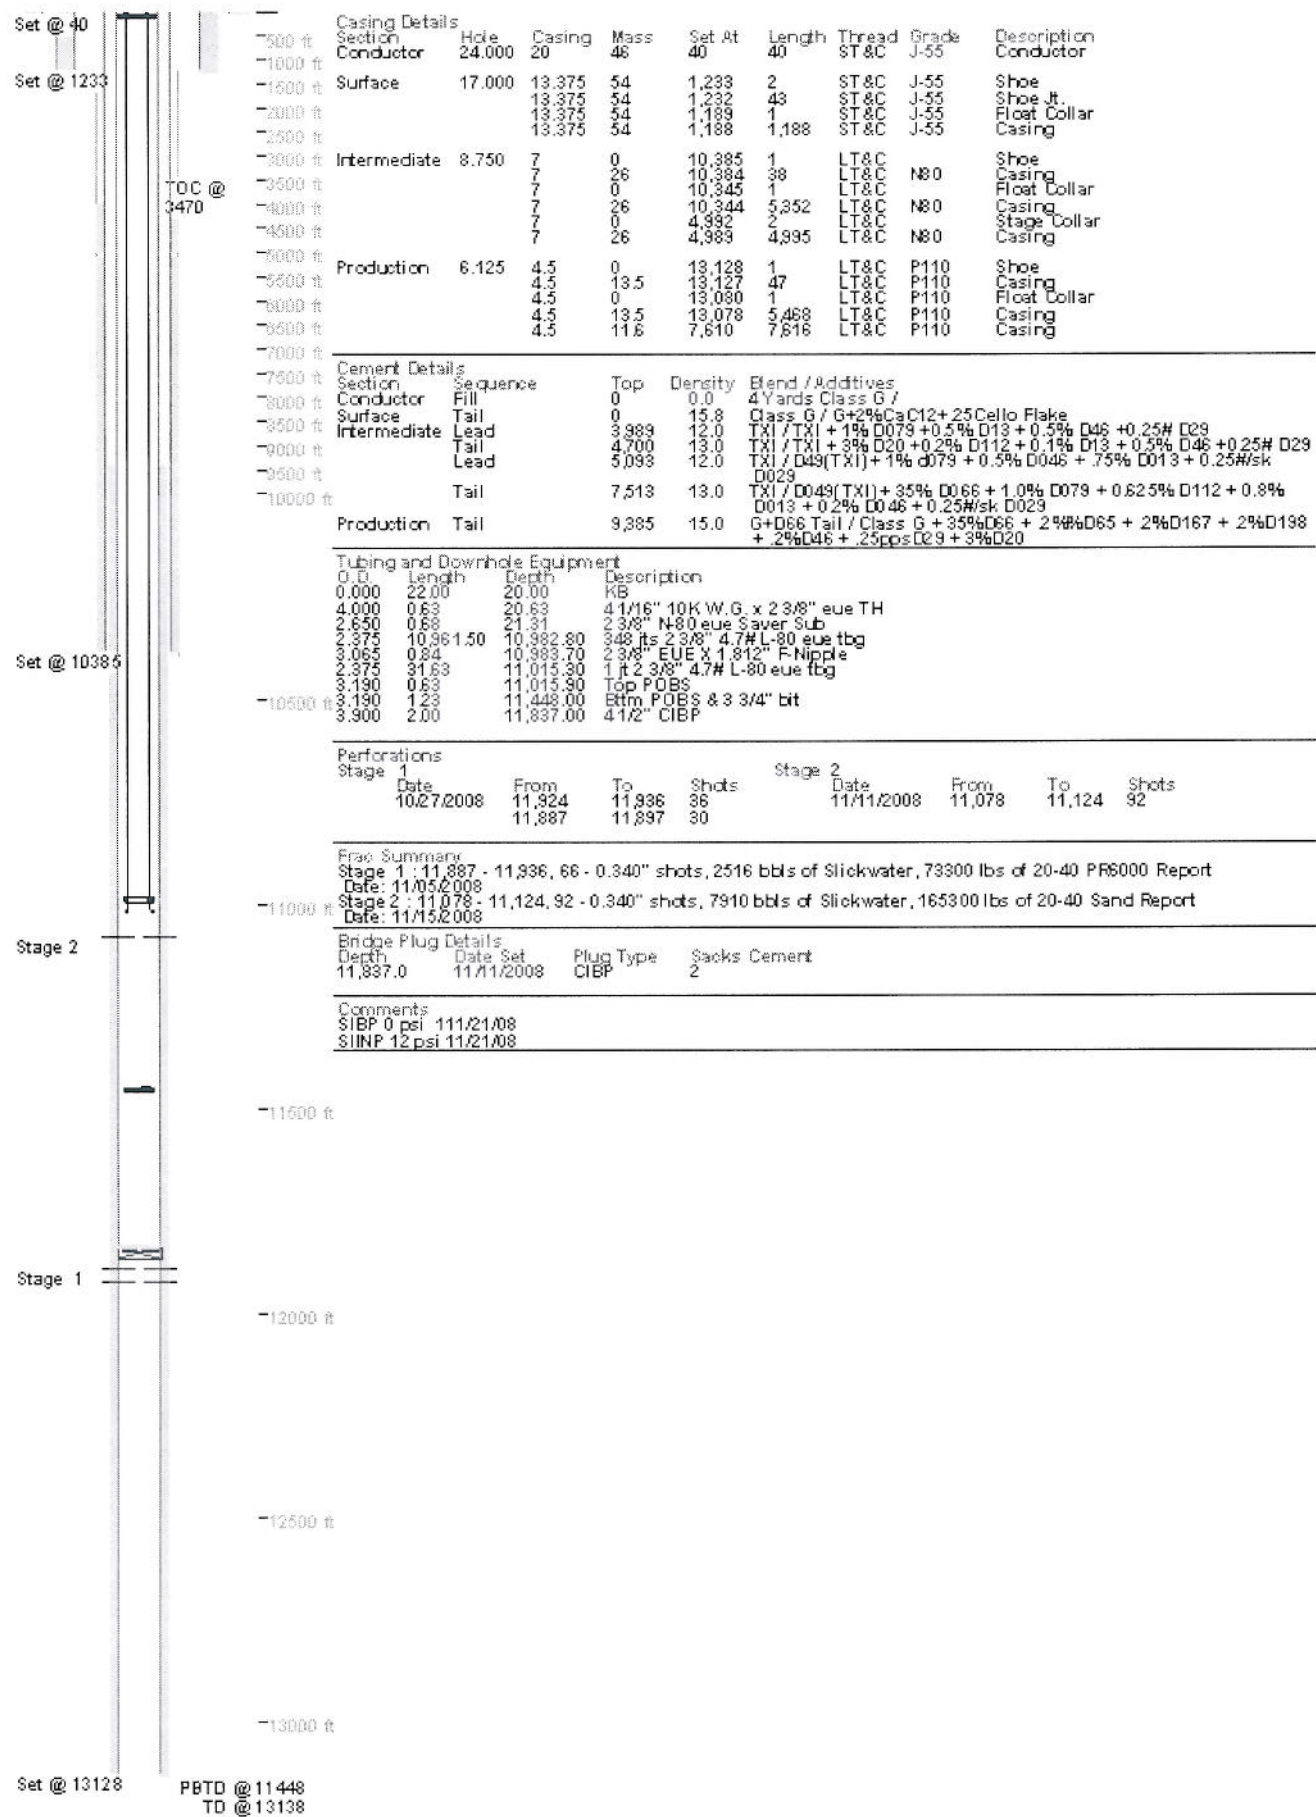 Set @ 40
Set @ 1233
TOC @
3470
Set @ 10385
Stage 2
Stage 1
Set @ 13128
PBTD @ 11448
TD @ 13138
500 ft
1000 ft
1500 ft
2000 ft
2500 ft
3000 ft
3500 ft
4000 ft
4500 ft
5000 ft
5500 ft
6000 ft
6500 ft
7000 ft
7500 ft
8000 ft
8500 ft
9000 ft
9500 ft
10000 ft
10500 ft
11000 ft
11500 ft
12000 ft
12500 ft
13000 ft
Casing Details
Section Hole Casing Mass Set At Length Thread Grade Description
Conductor 24.000 20 46 40 40 ST&C J-55 Conductor
Surface 17.000 13.375 54 1,233 2 ST&C J-55 Shoe
13.375 54 1,232 43 ST&C J-55 Shoe Jt.
13.375 54 1,189 1 ST&C J-55 Float Collar
13.375 54 1,188 1,188 ST&C J-55 Casing
Intermediate 8.750 7 0 10,385 1 LT&C Shoe
7 26 10,384 38 LT&C N80 Casing
7 0 10,345 1 LT&C Float Collar
7 26 10,344 5,352 LT&C N80 Casing
7 0 4,992 2 LT&C Stage Collar
7 26 4,989 4,995 LT&C N80 Casing
Production 6.125 4.5 0 13,128 1 LT&C P110 Shoe
4.5 13.5 13,127 47 LT&C P110 Casing
4.5 0 13,080 1 LT&C P110 Float Collar
4.5 13.5 13,078 5,468 LT&C P110 Casing
4.5 11.6 7,610 7,616 LT&C P110 Casing
Cement Details
Section Sequence Top Density Blend / Additives
Conductor Fill 0 0.0 4 Yards Class G /
Surface Tail 0 15.8 Class G / G+2%CaC12+.25Cello Flake
Intermediate Lead 3,989 12.0 TXI / TXI + 1% D079 +0.5% D13 + 0.5% D46 +0.25# D29
Tail 4,700 13.0 TXI / TXI + 3% D20 +0.2% D112 + 0.1% D13 + 0.5% D46 +0.25# D29
Lead 5,093 12.0 TXI / D49(TXI)+ 1% d079 + 0.5% D046 + .75% D013 + 0.25#/sk
D029
Tail 7,513 13.0 TXI / D049(TXI)+ 35% D066 + 1.0% D079 + 0.625% D112 + 0.8%
D013 + 0.2% D046 + 0.25#/sk D029
Production Tail 9,385 15.0 G+D66 Tail / Class G + 35%D66 + .2%#%D65 + .2%D167 + .2%D198
+ .2%D46 + .25pps D29 + 3%D20
Tubing and Downhole Equipment
O.D. Length Depth Description
0.000 22.00 20.00 KB
4.000 0.63 20.63 4 1/16" 10K W.G. x 2 3/8" eue TH
2.650 0.68 21.31 2 3/8" N-80 eue Saver Sub
2.375 10,961.50 10,982.80 348 jts 2 3/8" 4.7# L-80 eue tbg
3.065 0.84 10,983.70 2 3/8" EUE X 1.812" F-Nipple
2.375 31.63 11,015.30 1 jt 2 3/8" 4.7# L-80 eue tbg
3.190 0.63 11,015.90 Top POBS
3.190 1.23 11,448.00 Bttm POBS & 3 3/4" bit
3.900 2.00 11,837.00 4 1/2" CIBP
Perforations
Stage 1 Stage 2
Date From To Shots Date From To Shots
10/27/2008 11,924 11,936 36 11/11/2008 11,078 11,124 92
11,887 11,897 30
Frac Summary
Stage 1 : 11,887 - 11,936, 66 - 0.340" shots, 2516 bbls of Slickwater, 73300 lbs of 20-40 PR6000 Report
Date: 11/05/2008
Stage 2 : 11,078 - 11,124, 92 - 0.340" shots, 7910 bbls of Slickwater, 165300 lbs of 20-40 Sand Report
Date: 11/15/2008
Bridge Plug Details
Depth Date Set Plug Type Sacks Cement
11,837.0 11/11/2008 CIBP 2
Comments
SIBP 0 psi 111/21/08
SIINP 12 psi 11/21/08